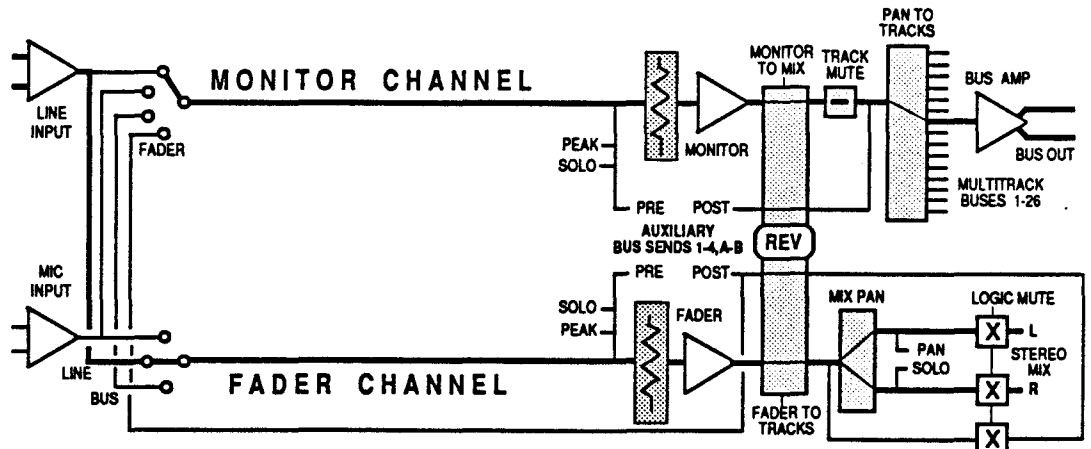 PAN TO
TRACKS
MONITOR
TO MIX
TRACK
MUTE
BUS AMP
MONITOR CHANNEL
LINE
INPUT
FADER
PEAK
SOLO
MONITOR
BUS OUT
MULTITRACK
BUSES 1-26
PRE POST
AUXILIARY
BUS SENDS 1-4, A-B
REV
MIC
INPUT
PRE POST
SOLO
PEAK
FADER
MIX PAN
LOGIC MUTE
X L
PAN
SOLO
STEREO
MIX
X R
LINE
BUS
FADER CHANNEL
FADER TO
TRACKS
X